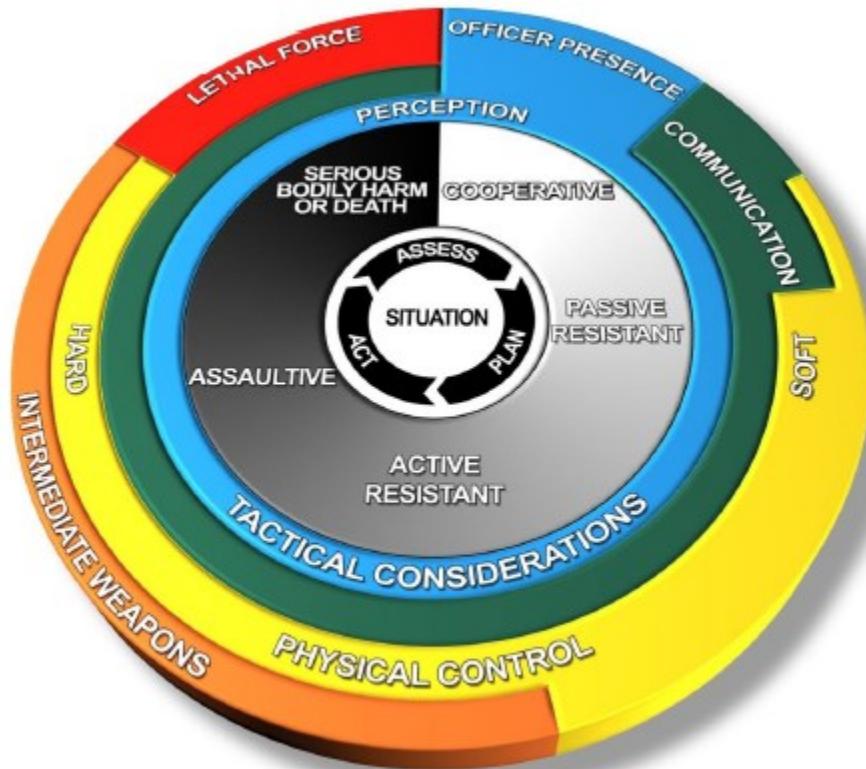 LETHAL FORCE
OFFICER PRESENCE
COMMUNICATION
PERCEPTION
SERIOUS
BODILY HARM
OR DEATH
COOPERATIVE
ASSESS
SITUATION
PLAN
ACT
PASSIVE
RESISTANT
ASSAULTIVE
ACTIVE
RESISTANT
TACTICAL CONSIDERATIONS
HARD
SOFT
PHYSICAL CONTROL
INTERMEDIATE WEAPONS